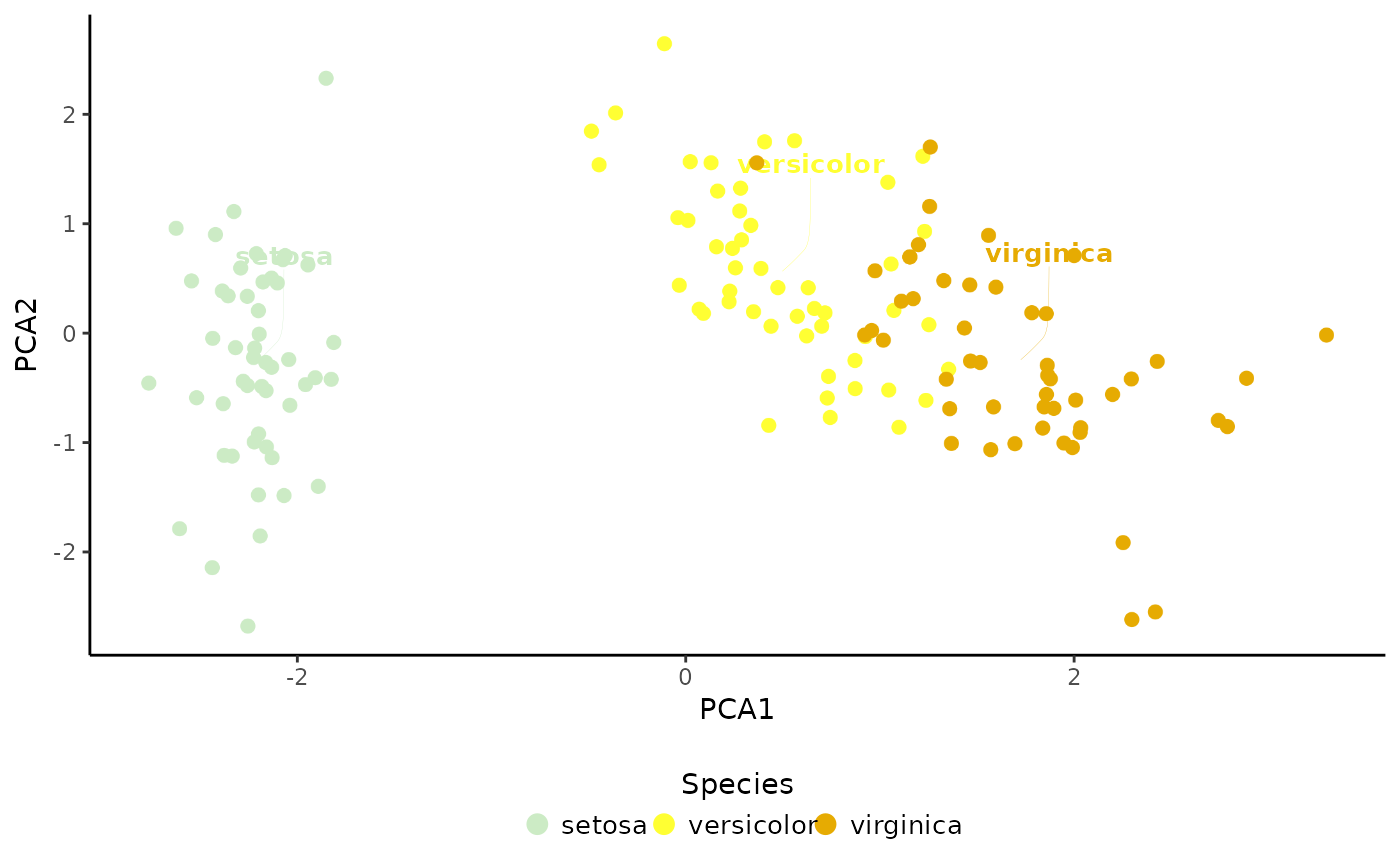 2
versicolor
1
setosa
virginica
PCA2
0
-1
-2
-2 0 2
PCA1
Species
setosa versicolor virginica